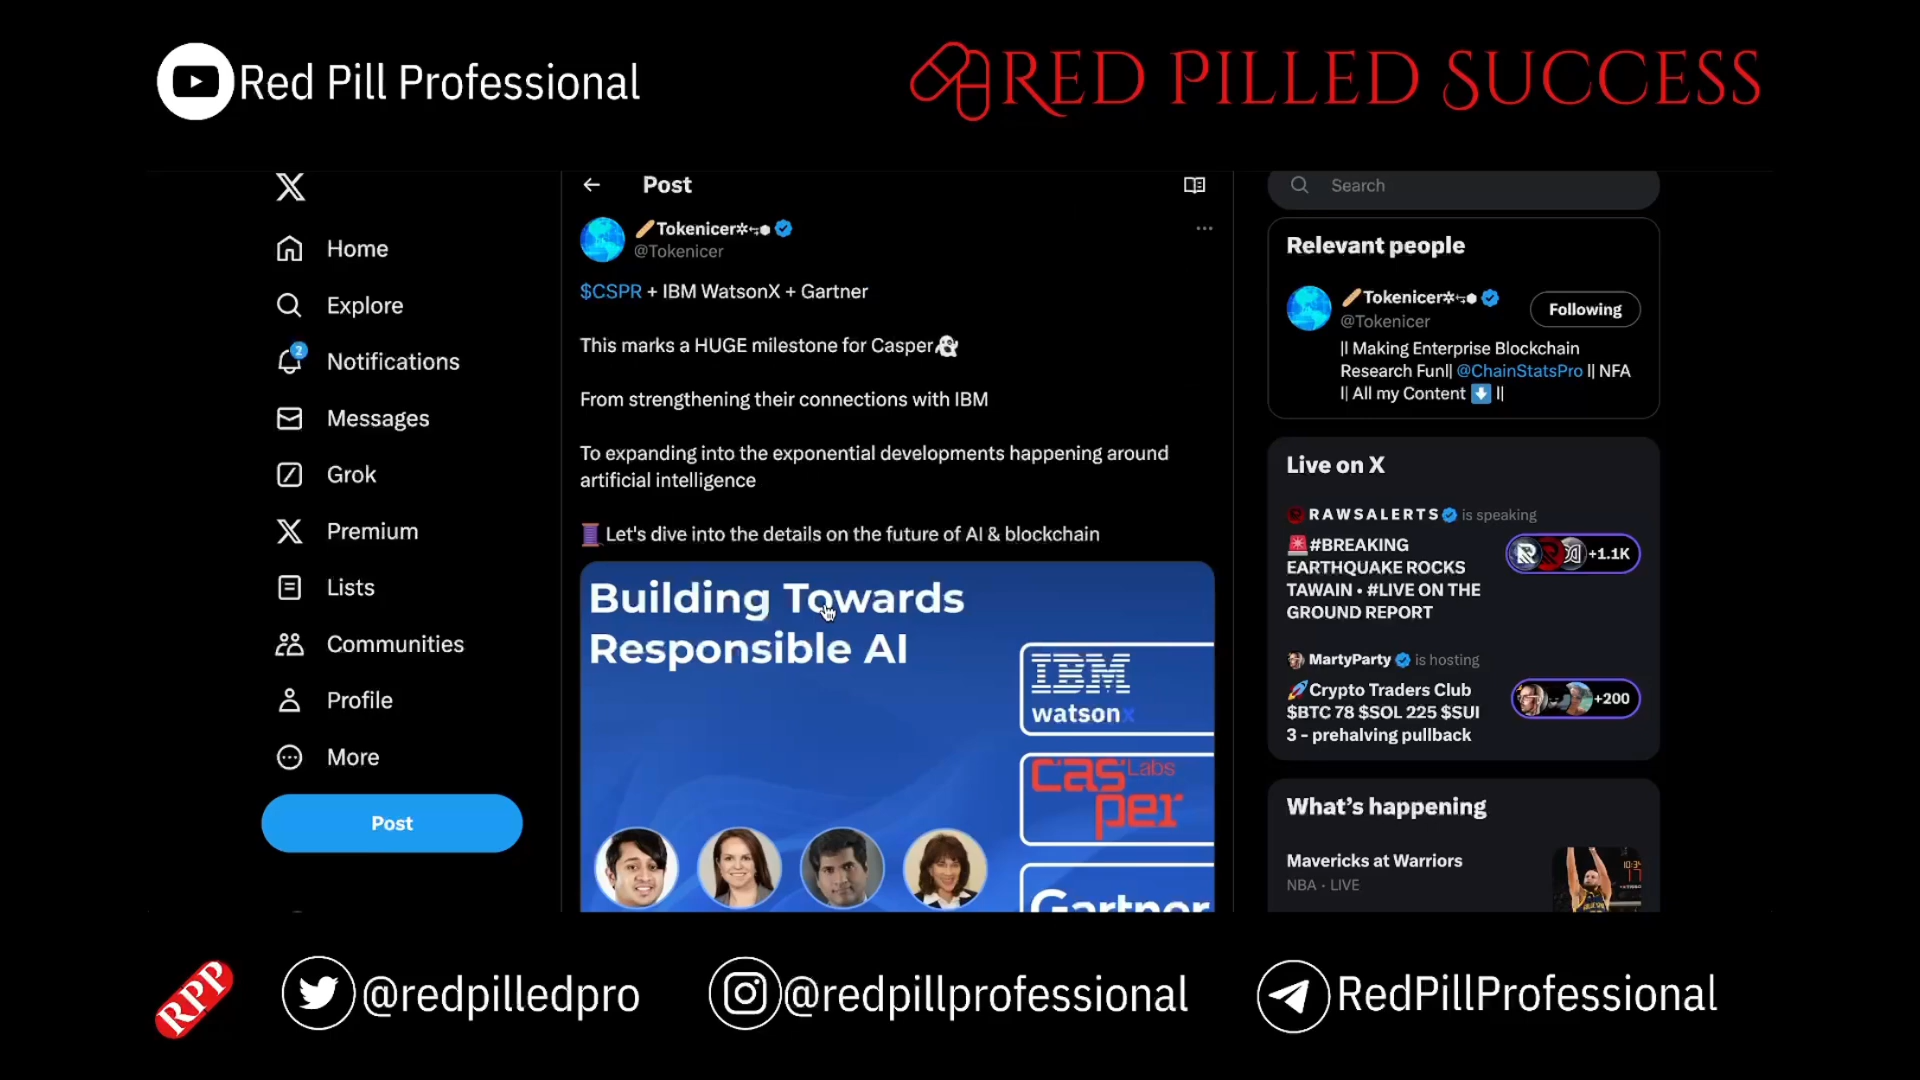 Red Pill Professional
RED PILLED SUCCESS
Home
Explore
2
Notifications
Messages
Grok
Premium
Lists
Communities
Profile
More
Post
Post
Tokenicer
@Tokenicer
$CSPR + IBM WatsonX + Gartner
This marks a HUGE milestone for Casper
From strengthening their connections with IBM
To expanding into the exponential developments happening around
artificial intelligence
Let's dive into the details on the future of AI & blockchain
Building Towards
Responsible AI
IBM
watsonx
Casper Labs
Gartner
Search
Relevant people
Tokenicer
@Tokenicer
Following
|| Making Enterprise Blockchain
Research Fun|| @ChainStatsPro || NFA
|| All my Content ||
Live on X
RAWSALERTS is speaking
#BREAKING
EARTHQUAKE ROCKS
TAWAIN • #LIVE ON THE
GROUND REPORT
+1.1K
MartyParty is hosting
Crypto Traders Club
$BTC 78 $SOL 225 $SUI
3 - prehalving pullback
+200
What's happening
Mavericks at Warriors
NBA · LIVE
RPP
@redpilledpro
@redpillprofessional
RedPillProfessional